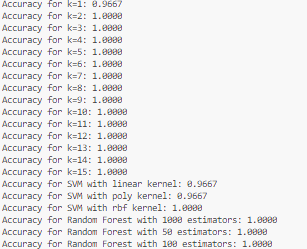 Accuracy for k=1: 0.9667
Accuracy for k=2: 1.0000
Accuracy for k=3: 1.0000
Accuracy for k=4: 1.0000
Accuracy for k=5: 1.0000
Accuracy for k=6: 1.0000
Accuracy for k=7: 1.0000
Accuracy for k=8: 1.0000
Accuracy for k=9: 1.0000
Accuracy for k=10: 1.0000
Accuracy for k=11: 1.0000
Accuracy for k=12: 1.0000
Accuracy for k=13: 1.0000
Accuracy for k=14: 1.0000
Accuracy for k=15: 1.0000
Accuracy for SVM with linear kernel: 0.9667
Accuracy for SVM with poly kernel: 0.9667
Accuracy for SVM with rbf kernel: 1.0000
Accuracy for Random Forest with 1000 estimators: 1.0000
Accuracy for Random Forest with 50 estimators: 1.0000
Accuracy for Random Forest with 100 estimators: 1.0000